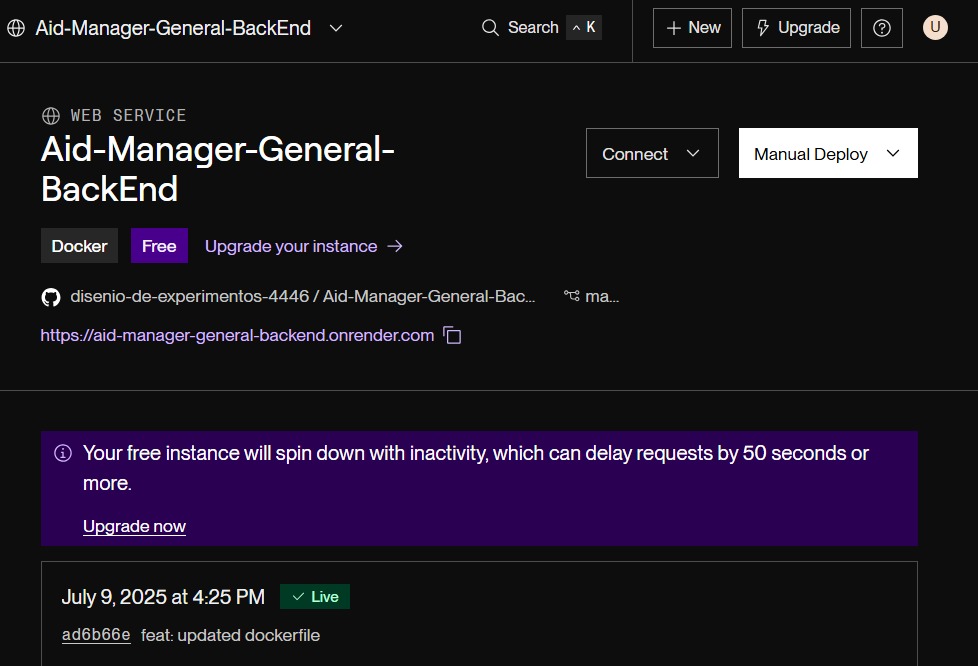 Aid-Manager-General-BackEnd
Search ^ K
+ New
Upgrade
?
U
WEB SERVICE
Aid-Manager-General-
BackEnd
Connect
Manual Deploy
Docker
Free
Upgrade your instance →
disenio-de-experimentos-4446 / Aid-Manager-General-Bac...
ma...
https://aid-manager-general-backend.onrender.com
Your free instance will spin down with inactivity, which can delay requests by 50 seconds or
more.
Upgrade now
July 9, 2025 at 4:25 PM
✓ Live
ad6b66e feat: updated dockerfile